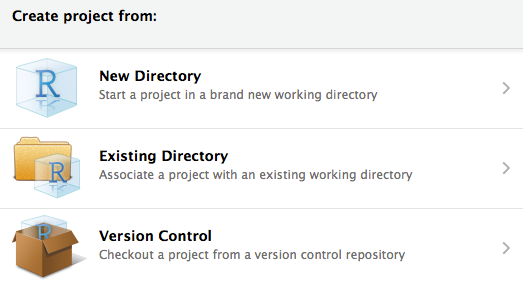 Create project from:
R
New Directory
Start a project in a brand new working directory
R
Existing Directory
Associate a project with an existing working directory
R
Version Control
Checkout a project from a version control repository